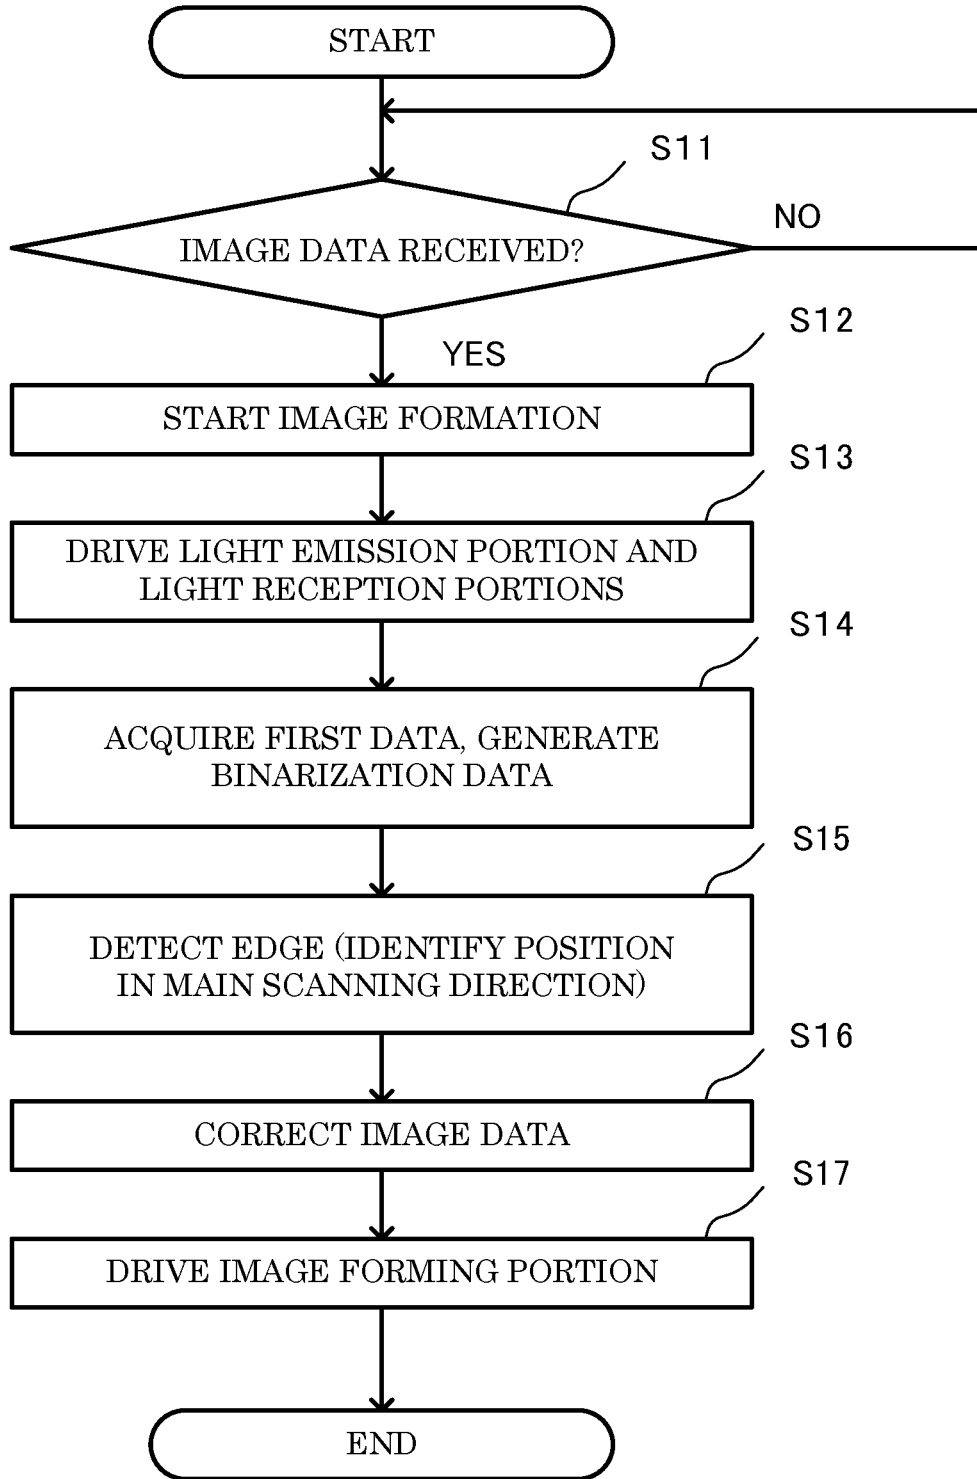 START
S11
IMAGE DATA RECEIVED?
NO
YES
S12
START IMAGE FORMATION
S13
DRIVE LIGHT EMISSION PORTION AND
LIGHT RECEPTION PORTIONS
S14
ACQUIRE FIRST DATA, GENERATE
BINARIZATION DATA
S15
DETECT EDGE (IDENTIFY POSITION
IN MAIN SCANNING DIRECTION)
S16
CORRECT IMAGE DATA
S17
DRIVE IMAGE FORMING PORTION
END